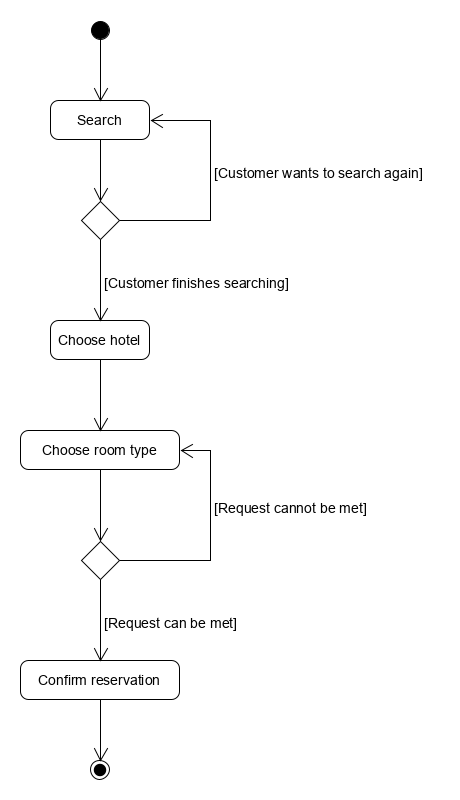 Search
[Customer wants to search again]
[Customer finishes searching]
Choose hotel
Choose room type
[Request cannot be met]
[Request can be met]
Confirm reservation